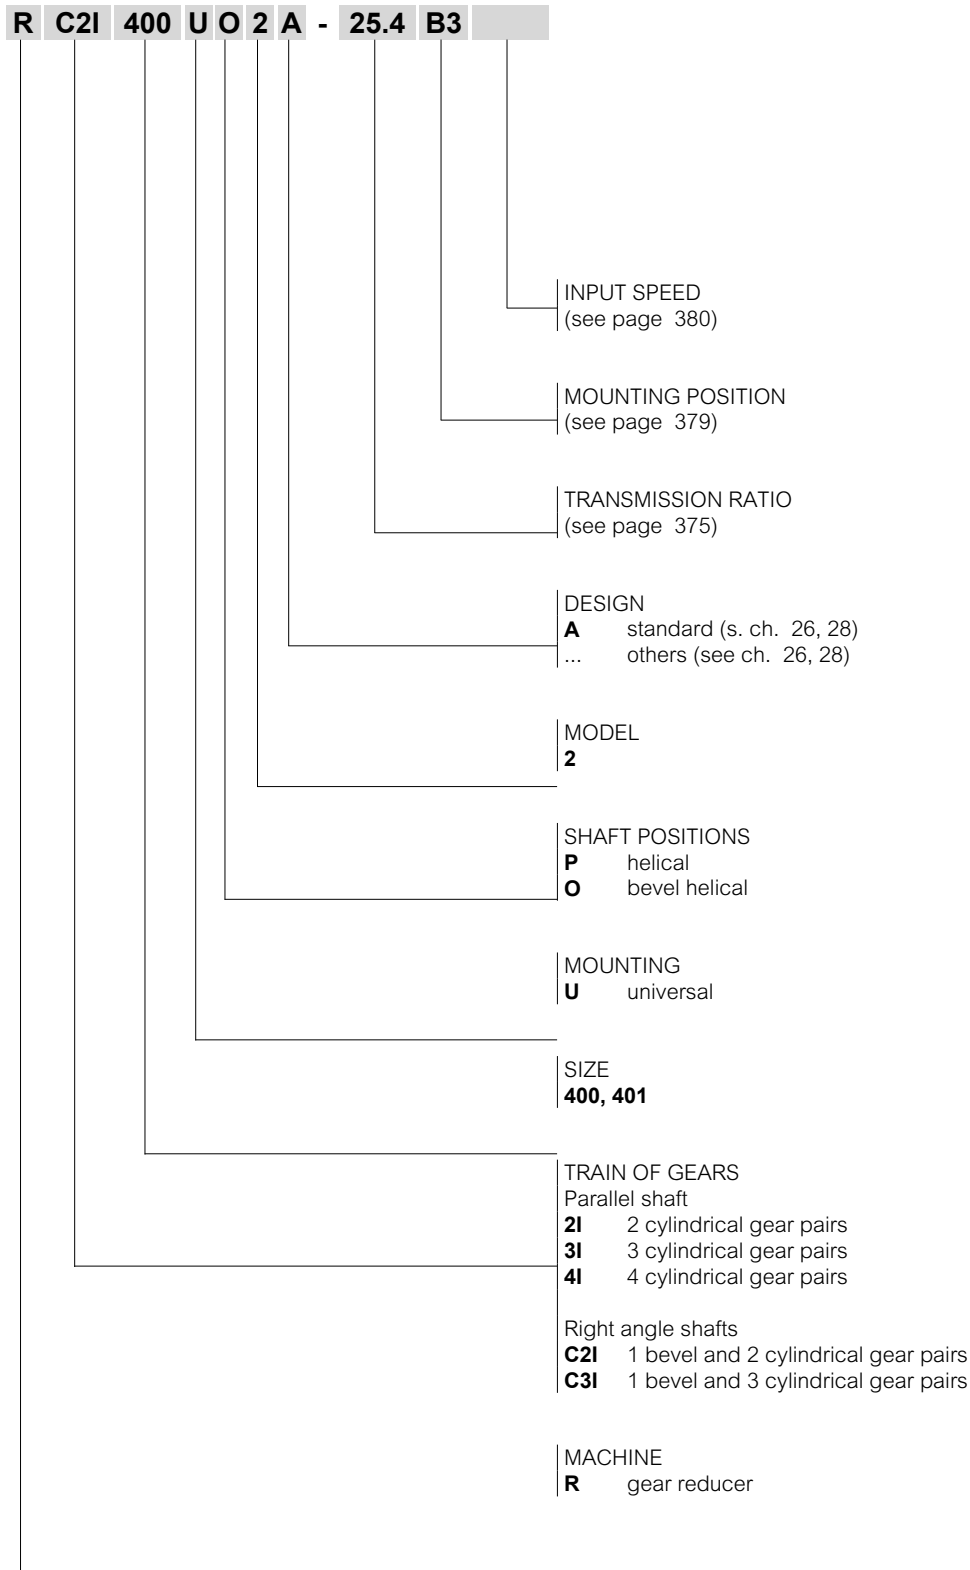 R C2I 400 U O 2 A - 25.4 B3
INPUT SPEED
(see page 380)
MOUNTING POSITION
(see page 379)
TRANSMISSION RATIO
(see page 375)
DESIGN
A standard (s. ch. 26, 28)
... others (see ch. 26, 28)
MODEL
2
SHAFT POSITIONS
P helical
O bevel helical
MOUNTING
U universal
SIZE
400, 401
TRAIN OF GEARS
Parallel shaft
2I 2 cylindrical gear pairs
3I 3 cylindrical gear pairs
4I 4 cylindrical gear pairs
Right angle shafts
C2I 1 bevel and 2 cylindrical gear pairs
C3I 1 bevel and 3 cylindrical gear pairs
MACHINE
R gear reducer